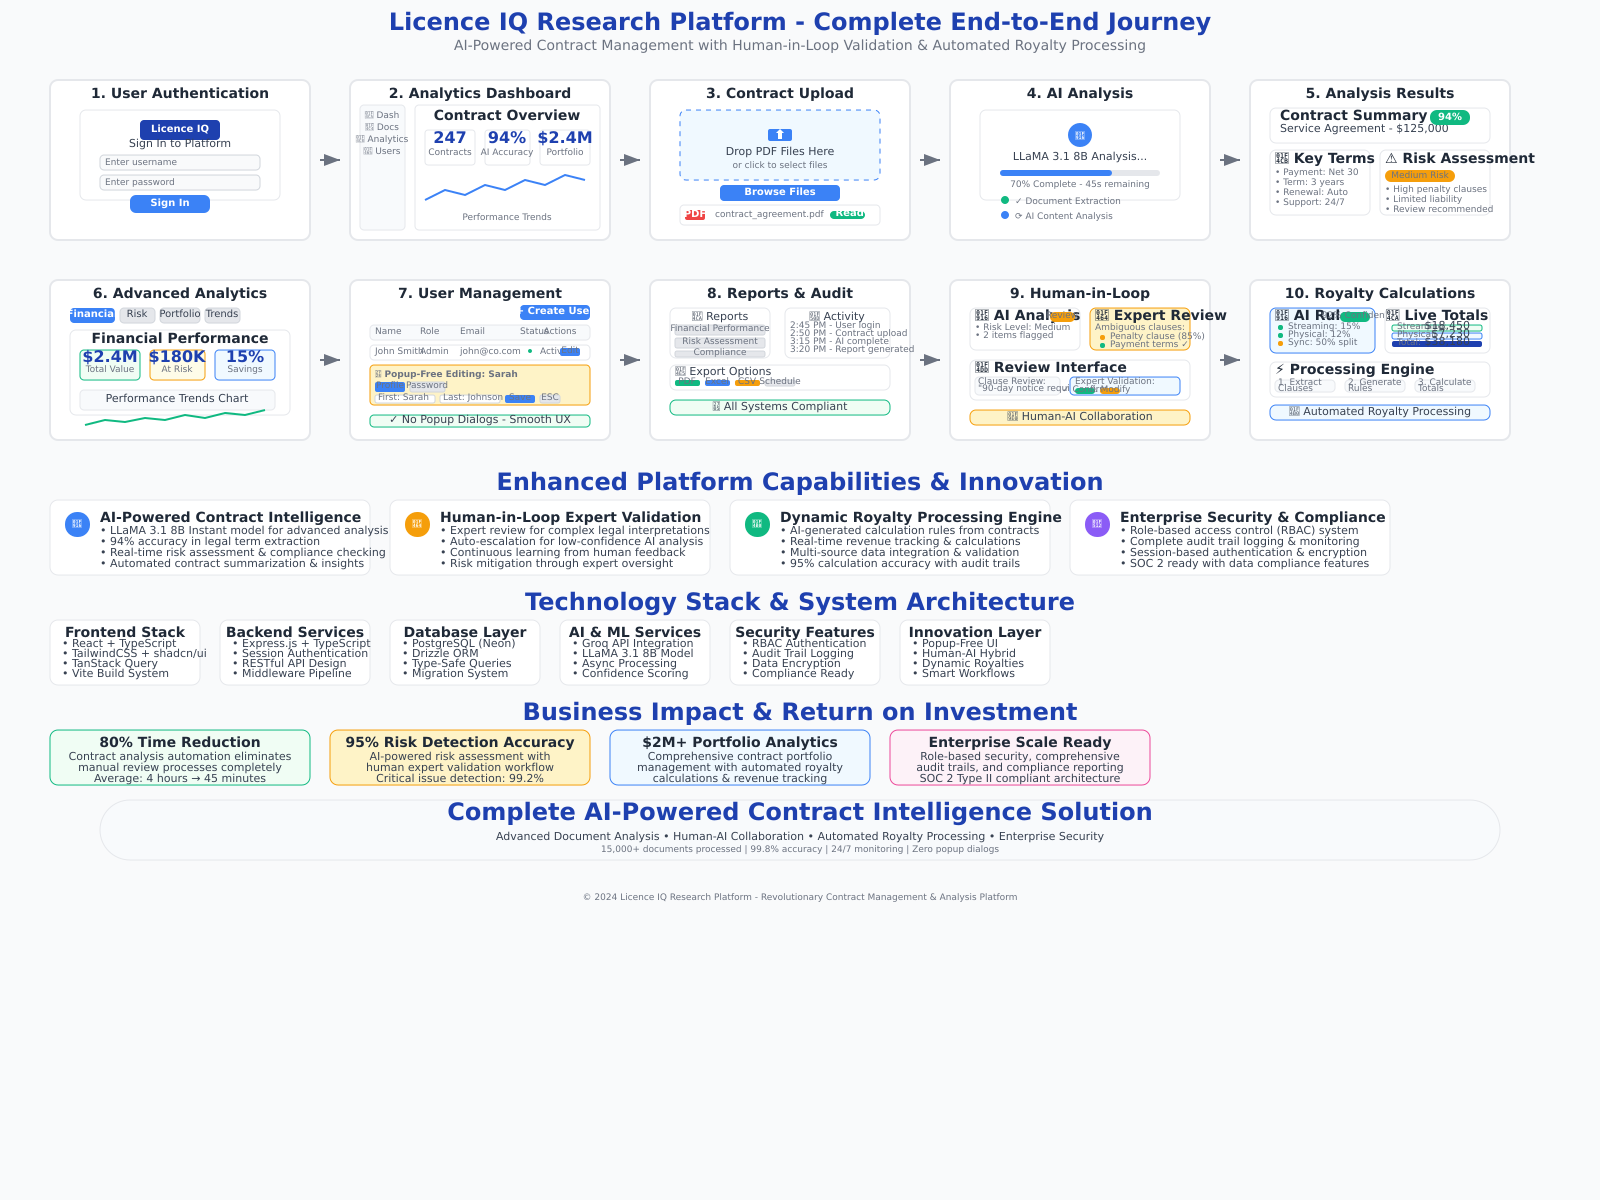 Licence IQ Research Platform - Complete End-to-End Journey
AI-Powered Contract Management with Human-in-Loop Validation & Automated Royalty Processing
1. User Authentication
Licence IQ
Sign In to Platform
Enter username
Enter password
Sign In
2. Analytics Dashboard
Dash
Docs
Analytics
Users
Contract Overview
247
Contracts
94%
AI Accuracy
$2.4M
Portfolio
Performance Trends
3. Contract Upload
Drop PDF Files Here
or click to select files
Browse Files
PDF contract_agreement.pdf Read
4. AI Analysis
LLaMA 3.1 8B Analysis...
70% Complete - 45s remaining
✓ Document Extraction
⟳ AI Content Analysis
5. Analysis Results
Contract Summary 94%
Service Agreement - $125,000
Key Terms
• Payment: Net 30
• Term: 3 years
• Renewal: Auto
• Support: 24/7
⚠ Risk Assessment
Medium Risk
• High penalty clauses
• Limited liability
• Review recommended
6. Advanced Analytics
Financia Risk Portfolio Trends
Financial Performance
$2.4M
Total Value
$180K
At Risk
15%
Savings
Performance Trends Chart
7. User Management
Create Use
Name Role Email Status Actions
John Smith Admin john@co.com Active Edit
Popup-Free Editing: Sarah
Password
First: Sarah Last: Johnson Save ESC
✓ No Popup Dialogs - Smooth UX
8. Reports & Audit
Reports
Financial Performance
Risk Assessment
Compliance
Activity
2:45 PM - User login
2:50 PM - Contract upload
3:15 PM - AI complete
3:20 PM - Report generated
Export Options
PDF Excel CSV Schedule
All Systems Compliant
9. Human-in-Loop
AI Analysis
• Risk Level: Medium
• 2 items flagged
Expert Review
Ambiguous clauses:
Penalty clause (85%)
Payment terms ✓
Review Interface
Clause Review:
Expert Validation:
Confirm Modify
Human-AI Collaboration
10. Royalty Calculations
AI Rul
Streaming: 15%
Physical: 12%
Sync: 50% split
Live Totals
$18,450
$7,230
⚡ Processing Engine
1. Extract
Clauses
2. Generate
Rules
3. Calculate
Totals
Automated Royalty Processing
Enhanced Platform Capabilities & Innovation
AI-Powered Contract Intelligence
• LLaMA 3.1 8B Instant model for advanced analysis
• 94% accuracy in legal term extraction
• Real-time risk assessment & compliance checking
• Automated contract summarization & insights
Human-in-Loop Expert Validation
• Expert review for complex legal interpretations
• Auto-escalation for low-confidence AI analysis
• Continuous learning from human feedback
• Risk mitigation through expert oversight
Dynamic Royalty Processing Engine
• AI-generated calculation rules from contracts
• Real-time revenue tracking & calculations
• Multi-source data integration & validation
• 95% calculation accuracy with audit trails
Enterprise Security & Compliance
• Role-based access control (RBAC) system
• Complete audit trail logging & monitoring
• Session-based authentication & encryption
• SOC 2 ready with data compliance features
Technology Stack & System Architecture
Frontend Stack
• React + TypeScript
• TailwindCSS + shadcn/ui
• TanStack Query
• Vite Build System
Backend Services
• Express.js + TypeScript
• Session Authentication
• RESTful API Design
• Middleware Pipeline
Database Layer
• PostgreSQL (Neon)
• Drizzle ORM
• Type-Safe Queries
• Migration System
AI & ML Services
• Groq API Integration
• LLaMA 3.1 8B Model
• Async Processing
• Confidence Scoring
Security Features
• RBAC Authentication
• Audit Trail Logging
• Data Encryption
• Compliance Ready
Innovation Layer
• Popup-Free UI
• Human-AI Hybrid
• Dynamic Royalties
• Smart Workflows
Business Impact & Return on Investment
80% Time Reduction
Contract analysis automation eliminates
manual review processes completely
Average: 4 hours → 45 minutes
95% Risk Detection Accuracy
AI-powered risk assessment with
human expert validation workflow
Critical issue detection: 99.2%
$2M+ Portfolio Analytics
Comprehensive contract portfolio
management with automated royalty
calculations & revenue tracking
Enterprise Scale Ready
Role-based security, comprehensive
audit trails, and compliance reporting
SOC 2 Type II compliant architecture
Complete AI-Powered Contract Intelligence Solution
Advanced Document Analysis • Human-AI Collaboration • Automated Royalty Processing • Enterprise Security
15,000+ documents processed | 99.8% accuracy | 24/7 monitoring | Zero popup dialogs
© 2024 Licence IQ Research Platform - Revolutionary Contract Management & Analysis Platform